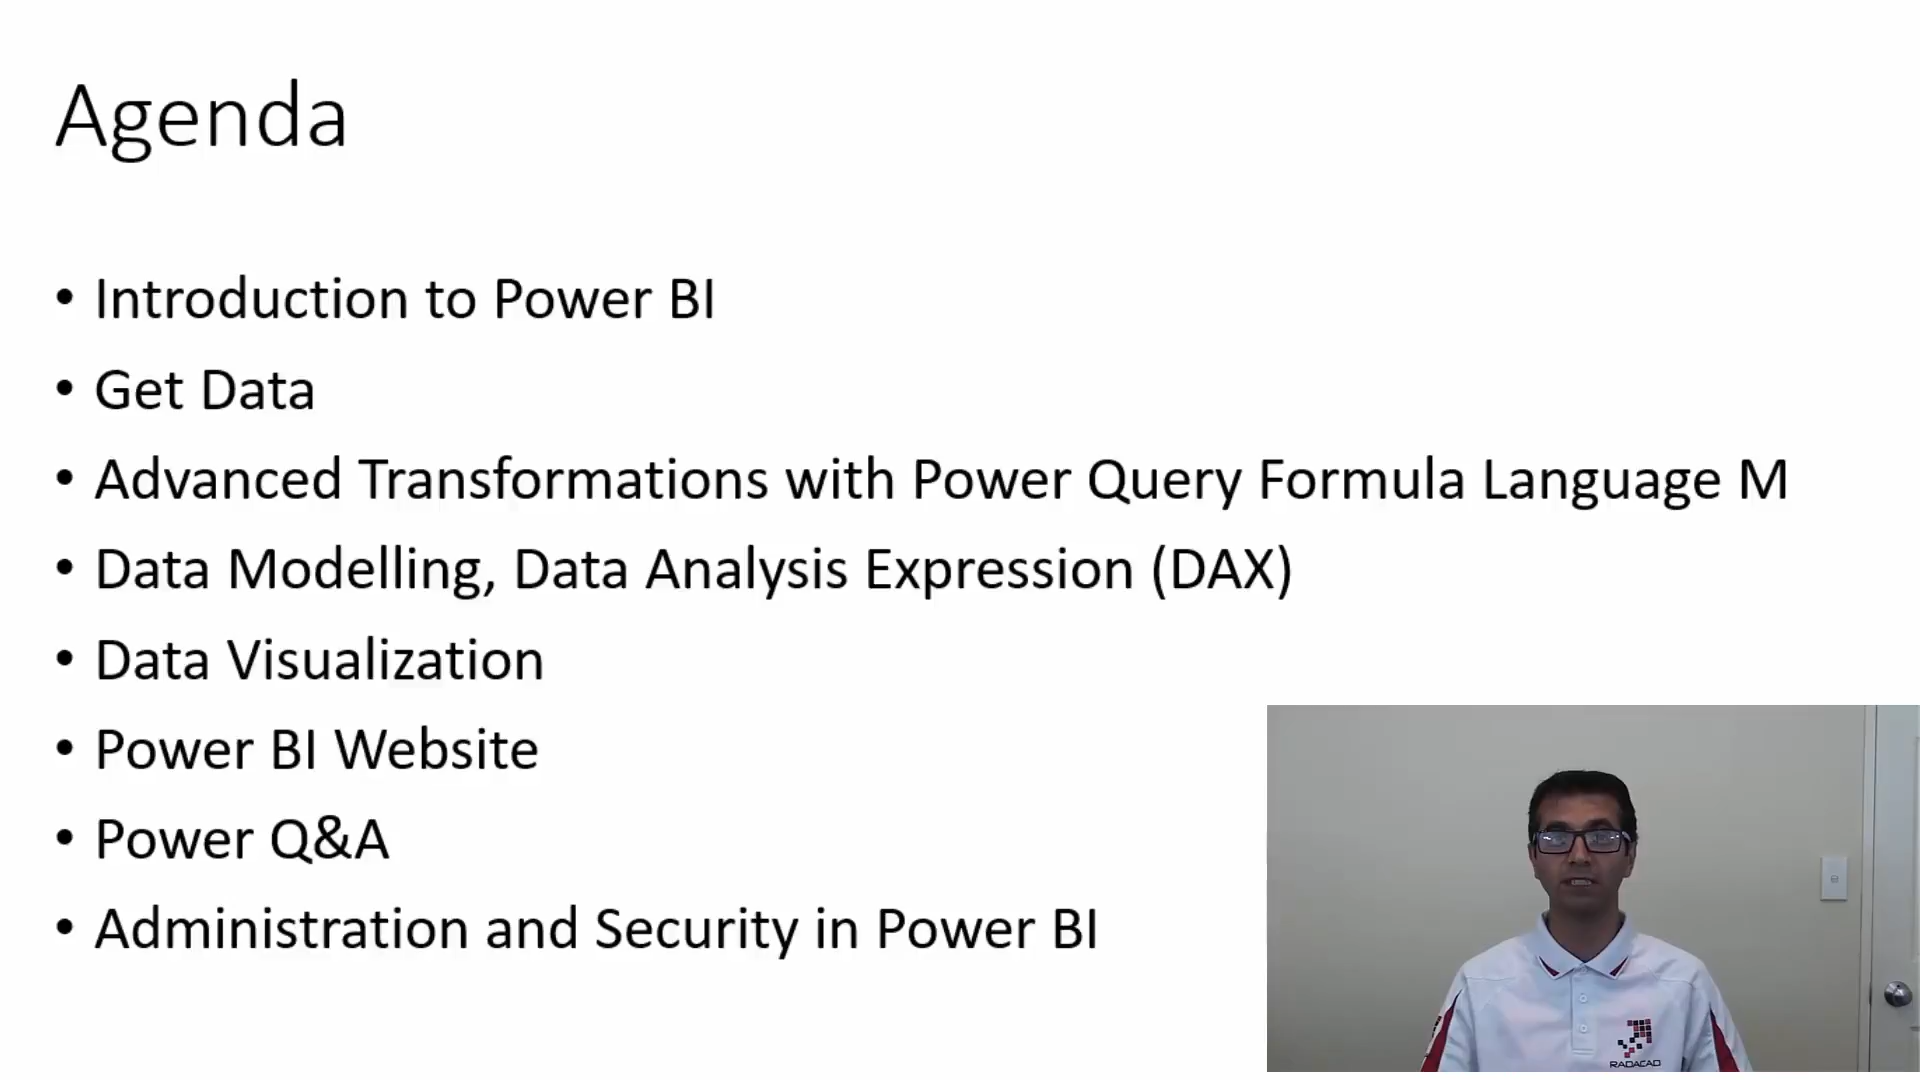 Agenda
• Introduction to Power BI
• Get Data
• Advanced Transformations with Power Query Formula Language M
• Data Modelling, Data Analysis Expression (DAX)
• Data Visualization
• Power BI Website
• Power Q&A
• Administration and Security in Power BI
RADACAD